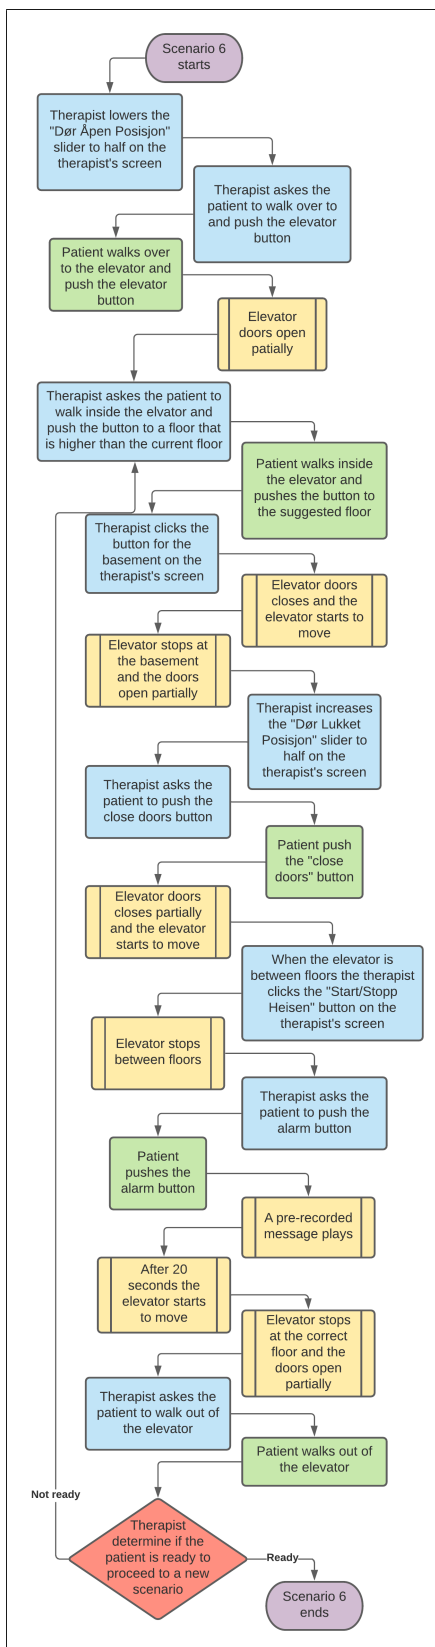 Scenario 6
starts
Therapist lowers the
"Dør Åpen Posisjon"
slider to half on the
therapist's screen
Therapist askes the
patient to walk over to
and push the elevator
button
Patient walks over
to the elevator and
push the elevator
button
Elevator
doors open
patially
Therapist askes the patient to
walk inside the elvator and
push the button to a floor that
is higher than the current floor
Patient walks inside
the elevator and
pushes the button to
the suggested floor
Therapist clicks the
button for the
basement on the
therapist's screen
Elevator doors
closes and the
elevator starts to
move
Elevator stops at
the basement
and the doors
open partially
Therapist increases
the "Dør Lukket
Posisjon" slider to
half on the
therapist's screen
Therapist asks the
patient to push the
close doors button
Patient push
the "close
doors" button
Elevator doors
closes partially
and the elevator
starts to move
When the elevator is
between floors the therapist
clicks the "Start/Stopp
Heisen" button on the
therapist's screen
Elevator stops
between floors
Therapist asks the
patient to push the
alarm button
Patient
pushes the
alarm button
A pre-recorded
message plays
After 20
seconds the
elevator starts
to move
Elevator stops
at the correct
floor and the
doors open
partially
Therapist askes the
patient to walk out of
the elevator
Patient walks out of
the elevator
Not ready
Therapist
determine if the
patient is ready to
proceed to a new
scenario
Ready
Scenario 6
ends